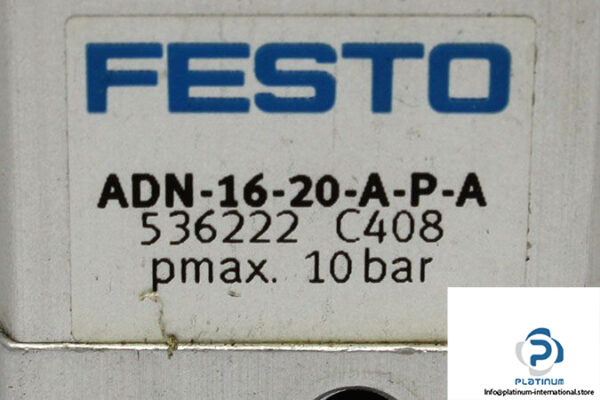 FESTO
ADN-16-20-A-P-A
536222 C408
pmax. 10 bar
P
PLATINUM
Info@platinum-international.store